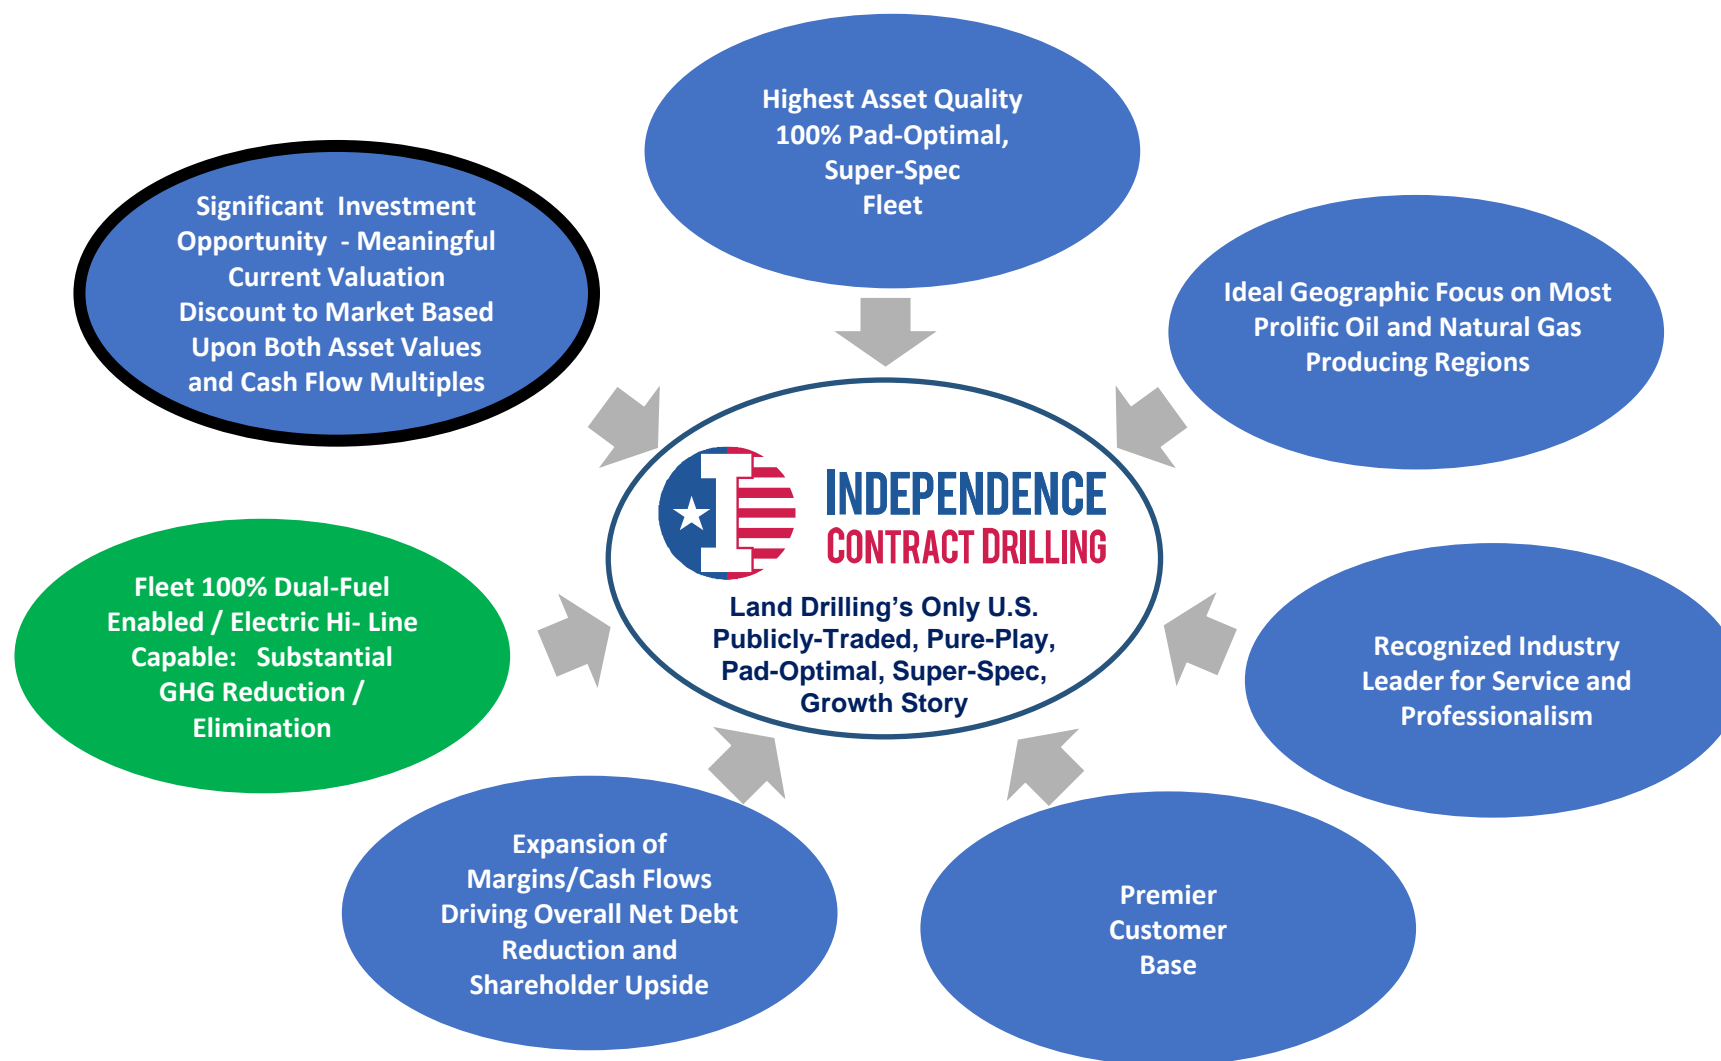 Highest Asset Quality
100% Pad-Optimal,
Super-Spec
Fleet
Significant Investment
Opportunity - Meaningful
Current Valuation
Discount to Market Based
Upon Both Asset Values
and Cash Flow Multiples
Ideal Geographic Focus on Most
Prolific Oil and Natural Gas
Producing Regions
INDEPENDENCE
CONTRACT DRILLING
Land Drilling’s Only U.S.
Publicly-Traded, Pure-Play,
Pad-Optimal, Super-Spec,
Growth Story
Fleet 100% Dual-Fuel
Enabled / Electric Hi- Line
Capable: Substantial
GHG Reduction /
Elimination
Recognized Industry
Leader for Service and
Professionalism
Expansion of
Margins/Cash Flows
Driving Overall Net Debt
Reduction and
Shareholder Upside
Premier
Customer
Base